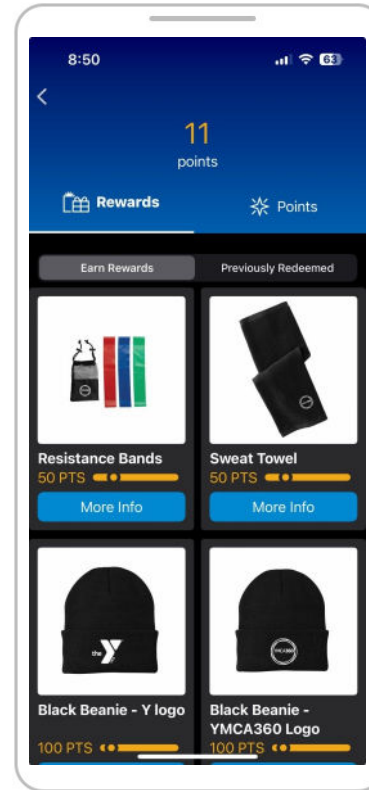 8:50
63
11
points
Rewards
Points
Earn Rewards
Previously Redeemed
Resistance Bands
50 PTS
More Info
Sweat Towel
50 PTS
More Info
the Y
YMCA360
Black Beanie - Y logo
100 PTS
Black Beanie -
YMCA360 Logo
100 PTS